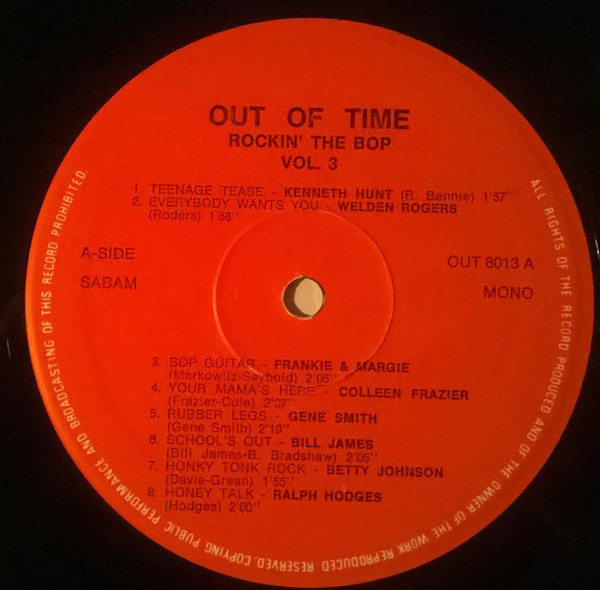 OUT OF TIME
ROCKIN' THE BOP
VOL. 3
1. TEENAGE TEASE - KENNETH HUNT (R. Bennie) 1'57''
2. EVERYBODY WANTS YOU - WELDEN ROGERS
(Roders) 1'58''
A-SIDE
SABAM
OUT 8013 A
MONO
3. BOP GUITAR - FRANKIE & MARGIE
(Markowitz-Seybold) 2'05''
4. YOUR MAMA'S HERE - COLLEEN FRAZIER
(Frazier-Cole) 2'37''
5. RUBBER LEGS - GENE SMITH
(Gene Smith) 2'10''
6. SCHOOL'S OUT - BILL JAMES
(Bill James-B. Bradshaw) 2'05''
7. HONKY TONK ROCK - BETTY JOHNSON
(Davie-Green) 1'55''
8. HONEY TALK - RALPH HODGES
(Hodges) 2'00''
ALL RIGHTS OF THE RECORD PRODUCED AND OF THE OWNER OF THE WORK REPRODUCED RESERVED. COPYING PUBLIC PERFORMANCE AND BROADCASTING OF THIS RECORD PROHIBITED.